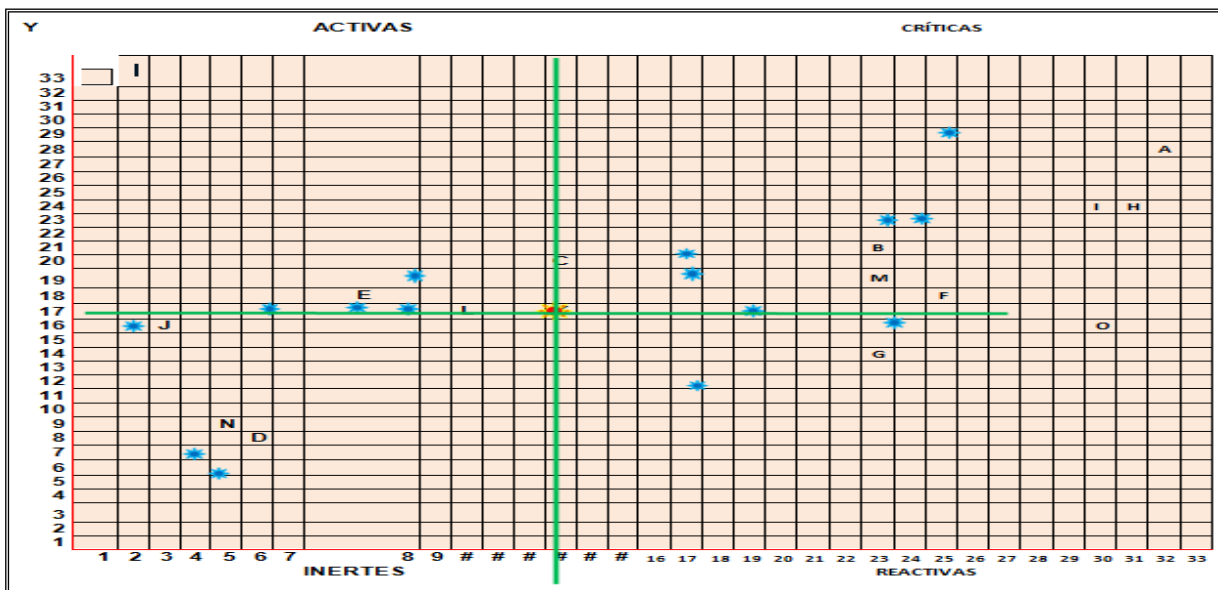 Y ACTIVAS CRÍTICAS
33 I
32
31
30
29
28 A
27
26
25
24 I H
23
22
21 B
20 C
19 M
18 E F
17 L
16 J O
15
14 G
13
12
11
10
9 N
8 D
7
6
5
4
3
2
1
1 2 3 4 5 6 7 8 9 # # # # # # 16 17 18 19 20 21 22 23 24 25 26 27 28 29 30 31 32 33
INERTES REACTIVAS